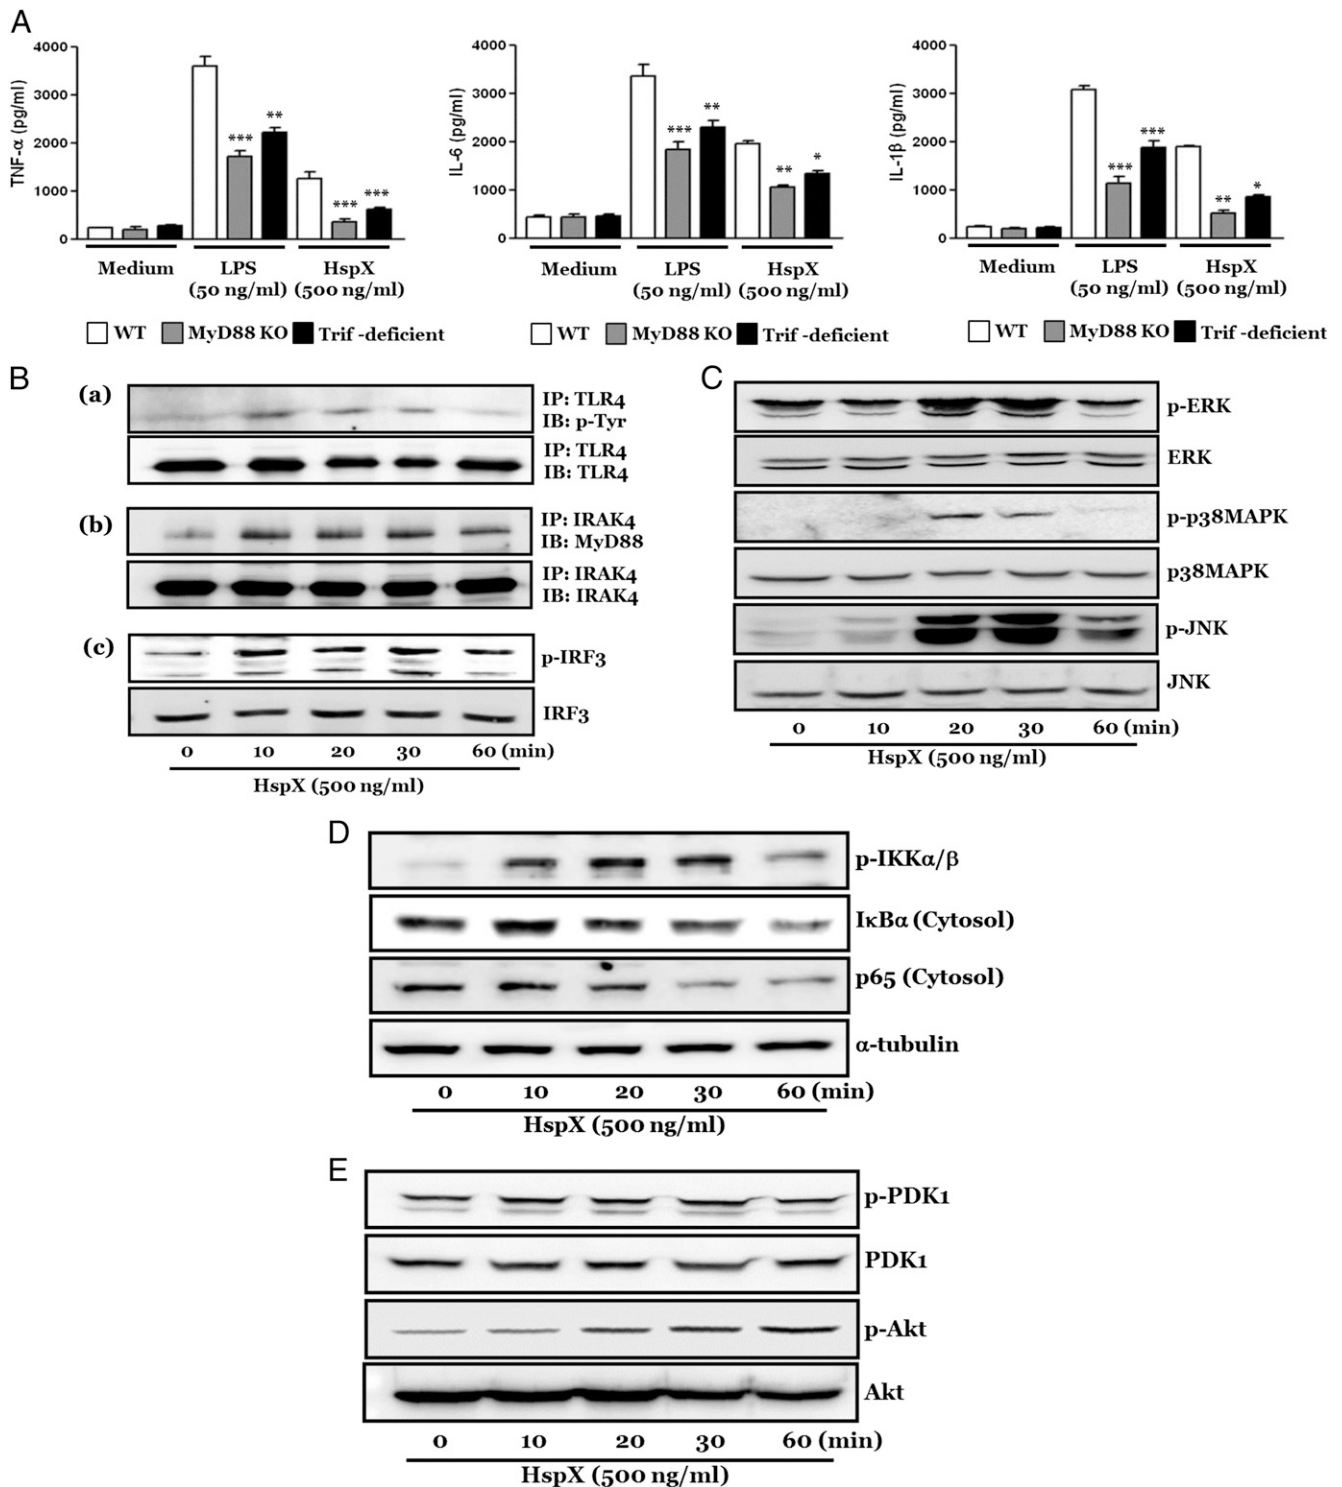 A
TNF-α (pg/ml)
4000
3000
2000
1000
0
*** ** *** ***
Medium LPS HspX
(50 ng/ml) (500 ng/ml)
WT MyD88 KO Trif -deficient
IL-6 (pg/ml)
4000
3000
2000
1000
0
*** ** ** *
Medium LPS HspX
(50 ng/ml) (500 ng/ml)
WT MyD88 KO Trif -deficient
IL-1β (pg/ml)
4000
3000
2000
1000
0
*** *** ** *
Medium LPS HspX
(50 ng/ml) (500 ng/ml)
WT MyD88 KO Trif -deficient
B
(a)
IP: TLR4
IB: p-Tyr
IP: TLR4
IB: TLR4
(b)
IP: IRAK4
IB: MyD88
IP: IRAK4
IB: IRAK4
(c)
p-IRF3
IRF3
0 10 20 30 60 (min)
HspX (500 ng/ml)
C
p-ERK
ERK
p-p38MAPK
p38MAPK
p-JNK
JNK
0 10 20 30 60 (min)
HspX (500 ng/ml)
D
p-IKKα/β
IκBα (Cytosol)
p65 (Cytosol)
α-tubulin
0 10 20 30 60 (min)
HspX (500 ng/ml)
E
p-PDK1
PDK1
p-Akt
Akt
0 10 20 30 60 (min)
HspX (500 ng/ml)